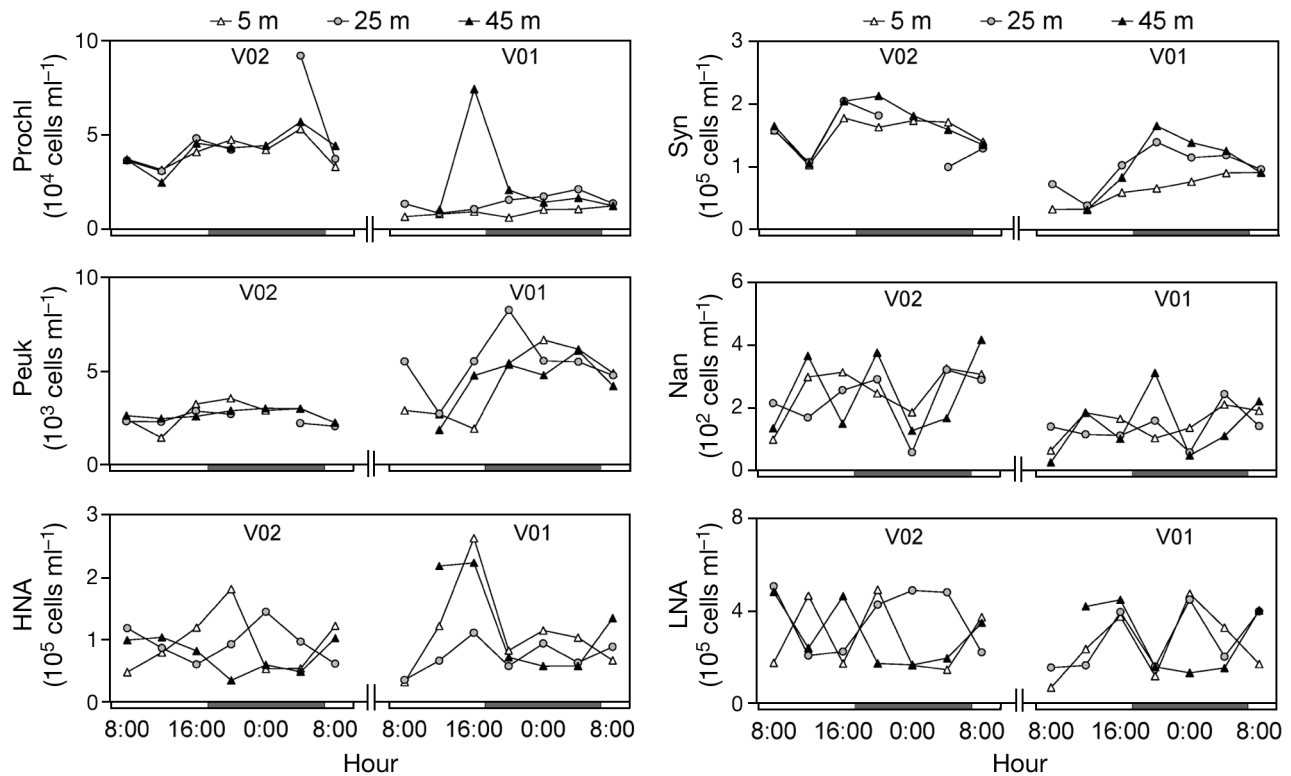 5 m 25 m 45 m
5 m 25 m 45 m
10
5
0
Prochl
(10⁴ cells ml⁻¹)
V02 V01
3
2
1
0
Syn
(10⁵ cells ml⁻¹)
V02 V01
10
5
0
Peuk
(10³ cells ml⁻¹)
V02 V01
6
4
2
0
Nan
(10² cells ml⁻¹)
V02 V01
3
2
1
0
HNA
(10⁵ cells ml⁻¹)
V02 V01
8:00 16:00 0:00 8:00 8:00 16:00 0:00 8:00
Hour
8
4
0
LNA
(10⁵ cells ml⁻¹)
V02 V01
8:00 16:00 0:00 8:00 8:00 16:00 0:00 8:00
Hour